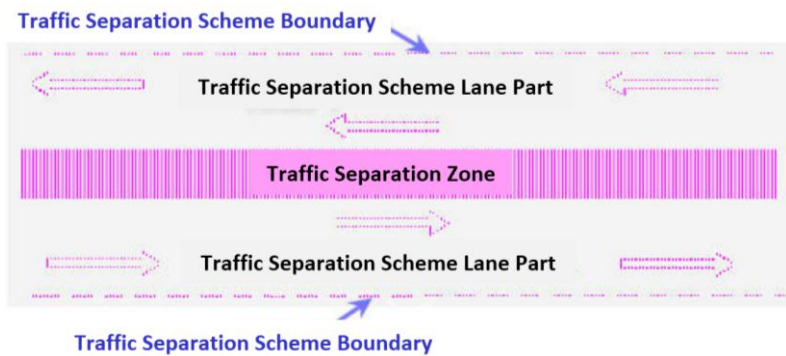 Traffic Separation Scheme Boundary
Traffic Separation Scheme Lane Part
Traffic Separation Zone
Traffic Separation Scheme Lane Part
Traffic Separation Scheme Boundary